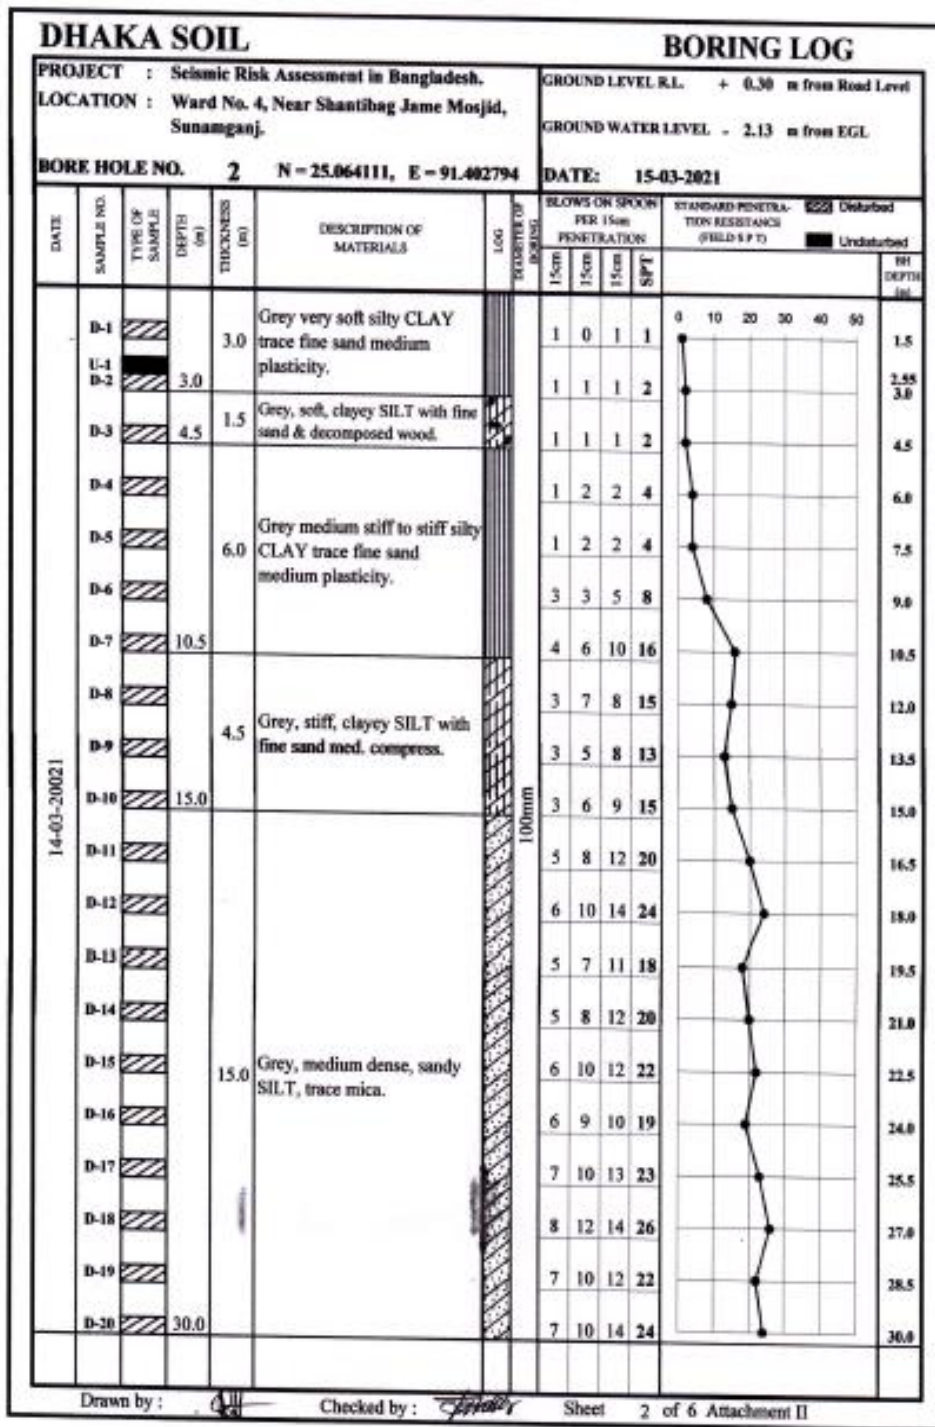 DHAKA SOIL
BORING LOG
PROJECT : Seismic Risk Assessment in Bangladesh.
LOCATION : Ward No. 4, Near Shantibag Jame Mosjid,
Sunamganj.
GROUND LEVEL R.L. + 0.30 m from Road Level
GROUND WATER LEVEL - 2.13 m from EGL
BORE HOLE NO. 2 N = 25.064111, E = 91.402794
DATE: 15-03-2021
DATE
SAMPLE NO.
TYPE OF SAMPLE
DEPTH (m)
THICKNESS (m)
DESCRIPTION OF
MATERIALS
LOG
DIAMETER OF BORING
BLOWS ON SPOON
PER 15cm
PENETRATION
15cm 15cm 15cm SPT
STANDARD PENETRA-
TION RESISTANCE
(FIELD S P T)
Disturbed
Undisturbed
BH
DEPTH
(m)
0 10 20 30 40 50
14-03-20021
100mm
D-1 1 0 1 1 1.5
3.0 Grey very soft silty CLAY
trace fine sand medium
plasticity.
U-1 2.55
D-2 3.0 1 1 1 2 3.0
1.5 Grey, soft, clayey SILT with fine
sand & decomposed wood.
D-3 4.5 1 1 1 2 4.5
D-4 1 2 2 4 6.0
6.0 Grey medium stiff to stiff silty
CLAY trace fine sand
medium plasticity.
D-5 1 2 2 4 7.5
D-6 3 3 5 8 9.0
D-7 10.5 4 6 10 16 10.5
D-8 3 7 8 15 12.0
4.5 Grey, stiff, clayey SILT with
fine sand med. compress.
D-9 3 5 8 13 13.5
D-10 15.0 3 6 9 15 15.0
D-11 5 8 12 20 16.5
D-12 6 10 14 24 18.0
D-13 5 7 11 18 19.5
D-14 5 8 12 20 21.0
D-15 6 10 12 22 22.5
15.0 Grey, medium dense, sandy
SILT, trace mica.
D-16 6 9 10 19 24.0
D-17 7 10 13 23 25.5
D-18 8 12 14 26 27.0
D-19 7 10 12 22 28.5
D-20 30.0 7 10 14 24 30.0
Drawn by : Checked by : Sheet 2 of 6 Attachment II